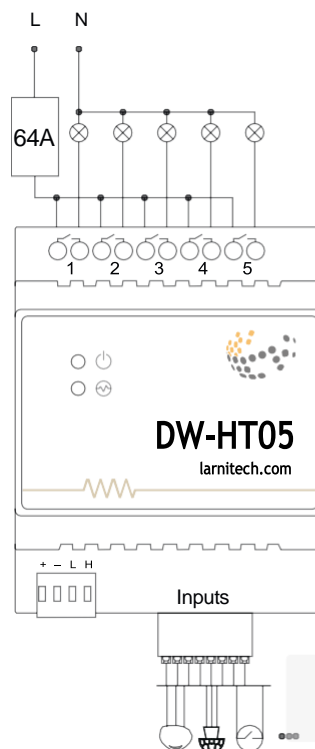 L N
64A
1 2 3 4 5
DW-HT05
larnitech.com
+ – L H
Inputs